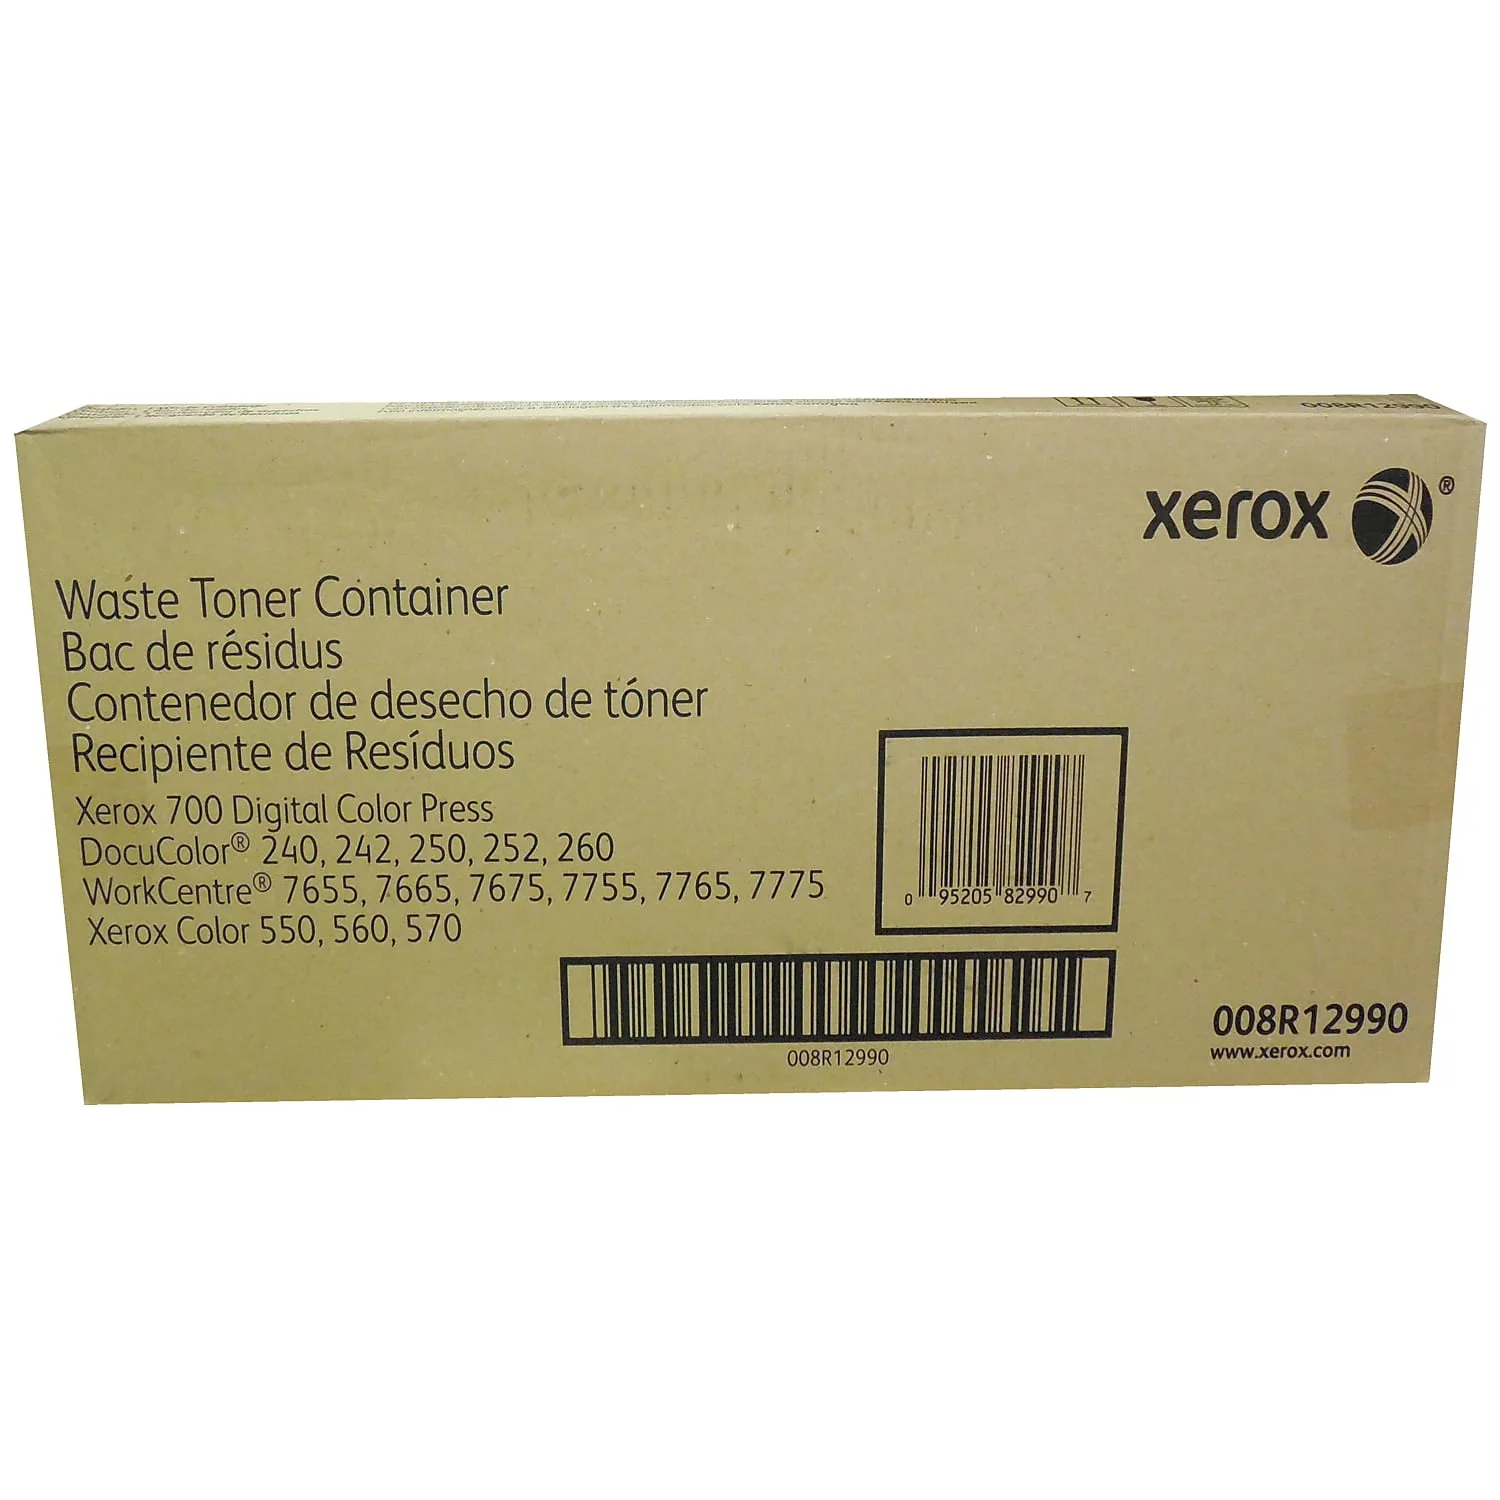 008R12990
xerox ®
Waste Toner Container
Bac de résidus
Contenedor de desecho de tóner
Recipiente de Resíduos
Xerox 700 Digital Color Press
DocuColor® 240, 242, 250, 252, 260
WorkCentre® 7655, 7665, 7675, 7755, 7765, 7775
Xerox Color 550, 560, 570
0 95205 82990 7
008R12990
008R12990
www.xerox.com